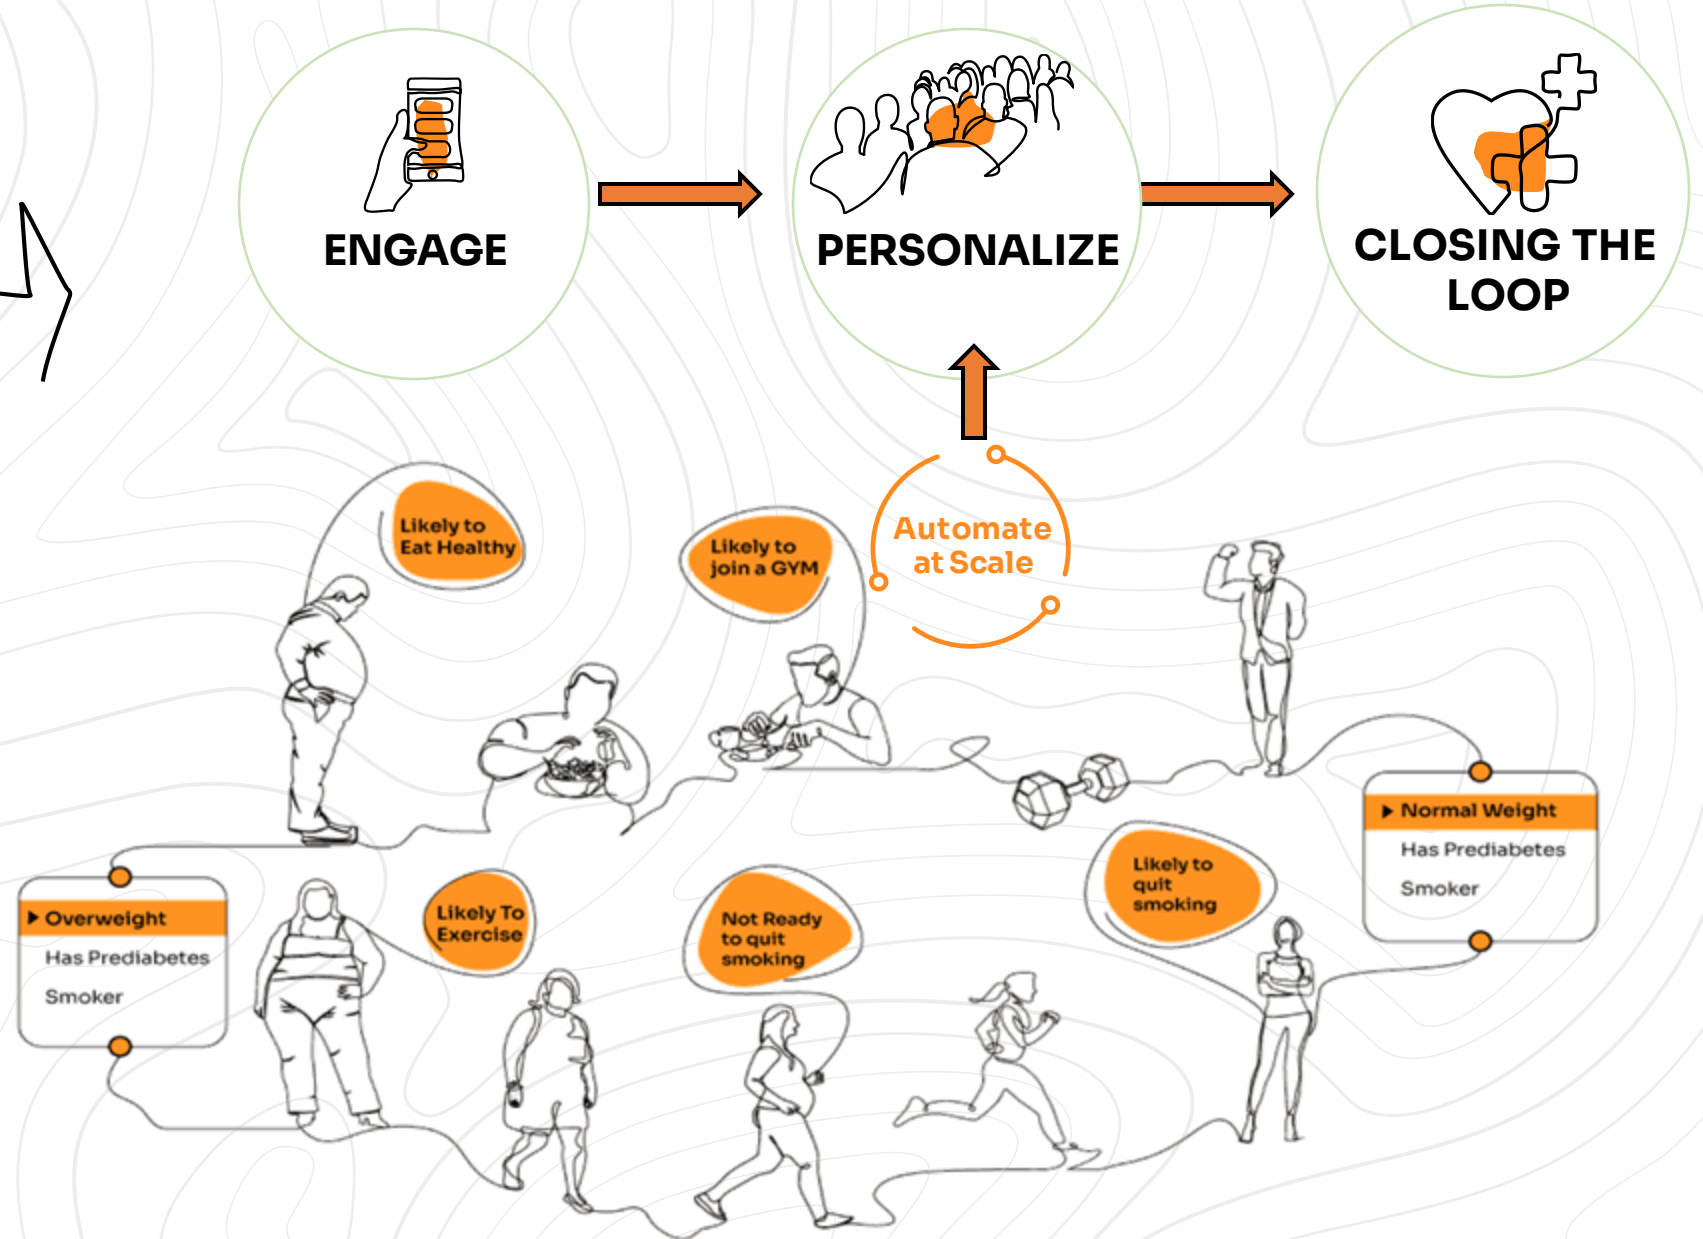 ENGAGE
PERSONALIZE
CLOSING THE
LOOP
Automate
at Scale
Likely to
Eat Healthy
Likely to
join a GYM
Normal Weight
Has Prediabetes
Smoker
Overweight
Has Prediabetes
Smoker
Likely To
Exercise
Not Ready
to quit
smoking
Likely to
quit
smoking